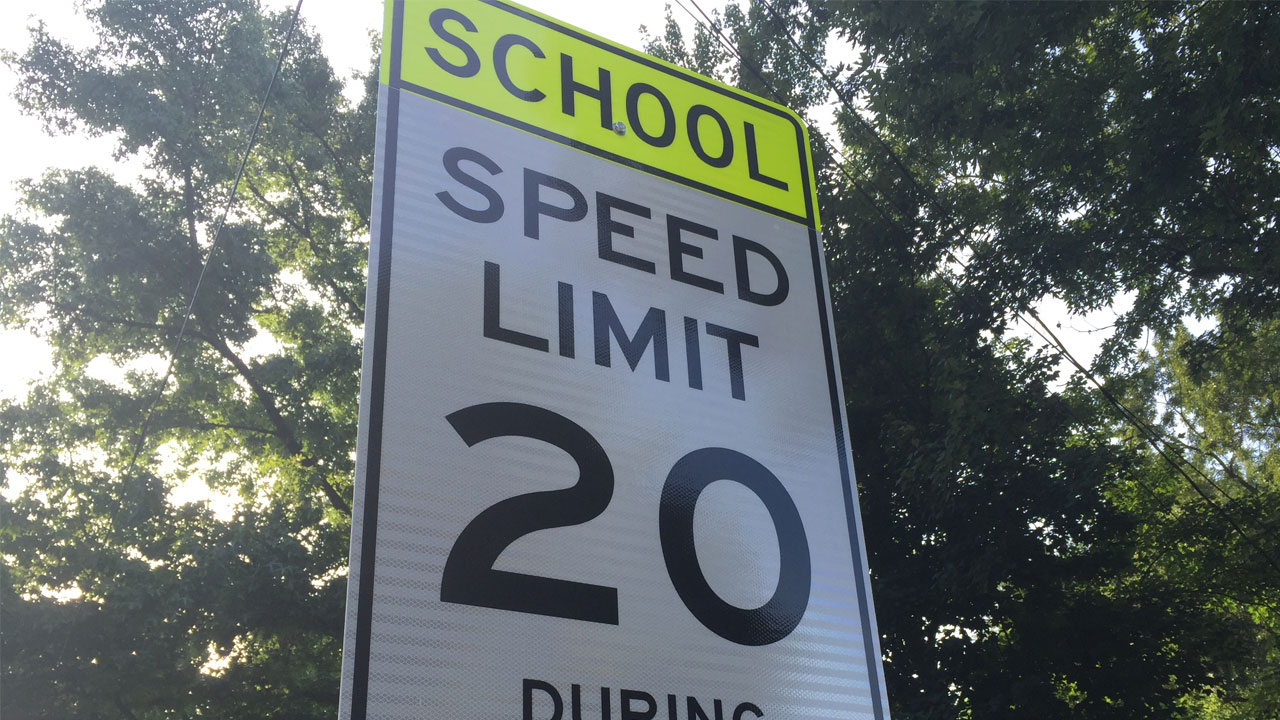 SCHOOL
SPEED
LIMIT
20
DURING